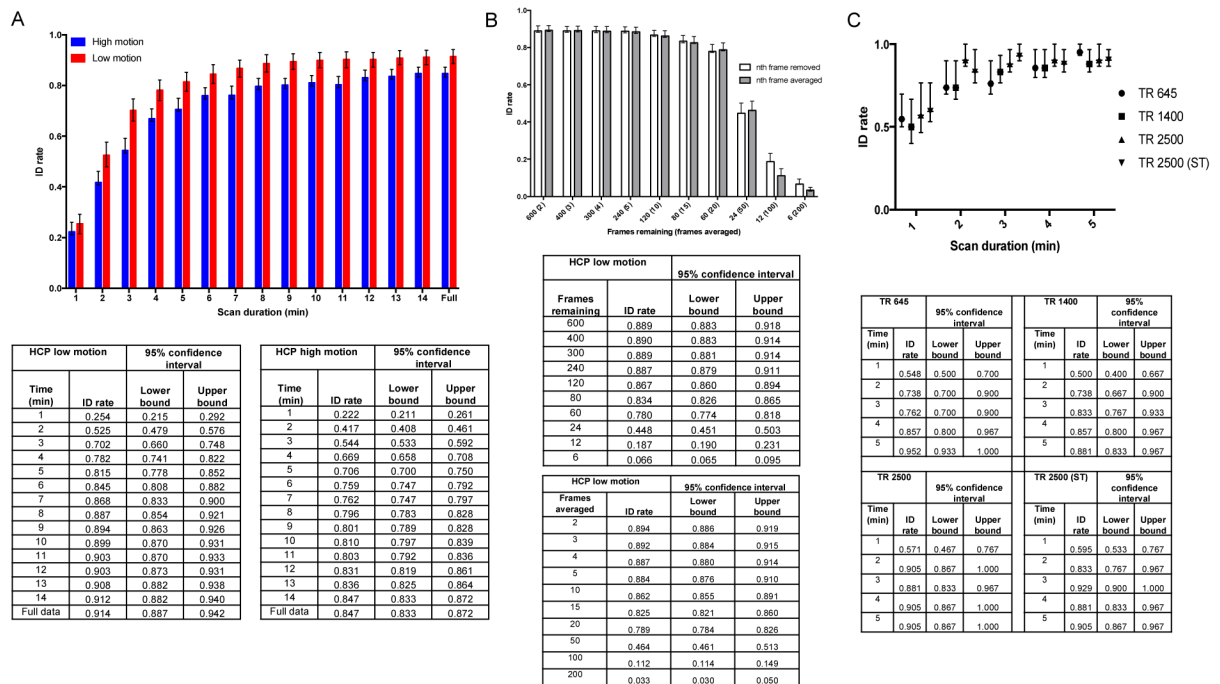 A
High motion
Low motion
1.0
0.8
0.6
0.4
0.2
0.0
ID rate
1 2 3 4 5 6 7 8 9 10 11 12 13 14 Full
Scan duration (min)
HCP low motion 95% confidence interval
Time (min) ID rate Lower bound Upper bound
1 0.254 0.215 0.292
2 0.525 0.479 0.576
3 0.702 0.660 0.748
4 0.782 0.741 0.822
5 0.815 0.778 0.852
6 0.845 0.808 0.882
7 0.868 0.833 0.900
8 0.887 0.854 0.921
9 0.894 0.863 0.926
10 0.899 0.870 0.931
11 0.903 0.870 0.933
12 0.903 0.873 0.931
13 0.908 0.882 0.938
14 0.912 0.882 0.940
Full data 0.914 0.887 0.942
HCP high motion 95% confidence interval
Time (min) ID rate Lower bound Upper bound
1 0.222 0.211 0.261
2 0.417 0.408 0.461
3 0.544 0.533 0.592
4 0.669 0.658 0.708
5 0.706 0.700 0.750
6 0.759 0.747 0.792
7 0.762 0.747 0.797
8 0.796 0.783 0.828
9 0.801 0.789 0.828
10 0.810 0.797 0.839
11 0.803 0.792 0.836
12 0.831 0.819 0.861
13 0.836 0.825 0.864
14 0.847 0.833 0.872
Full data 0.847 0.833 0.872
B
1.0
0.8
0.6
0.4
0.2
0.0
ID rate
nth frame removed
nth frame averaged
600 (2) 400 (3) 300 (4) 240 (5) 120 (10) 80 (15) 60 (20) 24 (50) 12 (100) 6 (200)
Frames remaining (frames averaged)
HCP low motion 95% confidence interval
Frames remaining ID rate Lower bound Upper bound
600 0.889 0.883 0.918
400 0.890 0.883 0.914
300 0.889 0.881 0.914
240 0.887 0.879 0.911
120 0.867 0.860 0.894
80 0.834 0.826 0.865
60 0.780 0.774 0.818
24 0.448 0.451 0.503
12 0.187 0.190 0.231
6 0.066 0.065 0.095
HCP low motion 95% confidence interval
Frames averaged ID rate Lower bound Upper bound
2 0.894 0.886 0.919
3 0.892 0.884 0.915
4 0.887 0.880 0.914
5 0.884 0.876 0.910
10 0.862 0.855 0.891
15 0.825 0.821 0.860
20 0.789 0.784 0.826
50 0.464 0.461 0.513
100 0.112 0.114 0.149
200 0.033 0.030 0.050
C
1.0
0.5
0.0
ID rate
TR 645
TR 1400
TR 2500
TR 2500 (ST)
1 2 3 4 5
Scan duration (min)
TR 645 95% confidence interval
Time (min) ID rate Lower bound Upper bound
1 0.548 0.500 0.700
2 0.738 0.700 0.900
3 0.762 0.700 0.900
4 0.857 0.800 0.967
5 0.952 0.933 1.000
TR 1400 95% confidence interval
Time (min) ID rate Lower bound Upper bound
1 0.500 0.400 0.667
2 0.738 0.667 0.900
3 0.833 0.767 0.933
4 0.857 0.800 0.967
5 0.881 0.833 0.967
TR 2500 95% confidence interval
Time (min) ID rate Lower bound Upper bound
1 0.571 0.467 0.767
2 0.905 0.867 1.000
3 0.881 0.833 0.967
4 0.905 0.867 1.000
5 0.905 0.867 1.000
TR 2500 (ST) 95% confidence interval
Time (min) ID rate Lower bound Upper bound
1 0.595 0.533 0.767
2 0.833 0.767 0.967
3 0.929 0.900 1.000
4 0.881 0.833 0.967
5 0.905 0.867 0.967